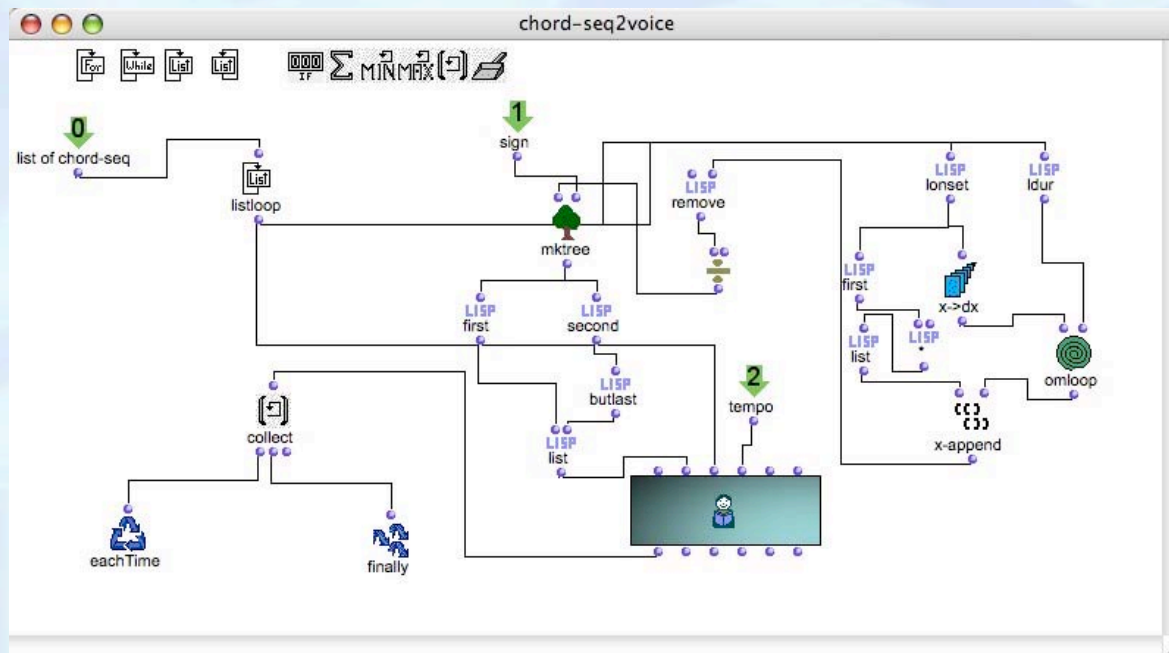 chord-seq2voice
For
While
List
List
000
IF
Σ
MIN
MAX
0
list of chord-seq
List
listloop
1
sign
mktree
LISP
remove
LISP
lonset
LISP
ldur
LISP
first
LISP
second
LISP
first
x->dx
LISP
list
LISP
*
omloop
LISP
butlast
2
tempo
collect
LISP
list
x-append
eachTime
finally